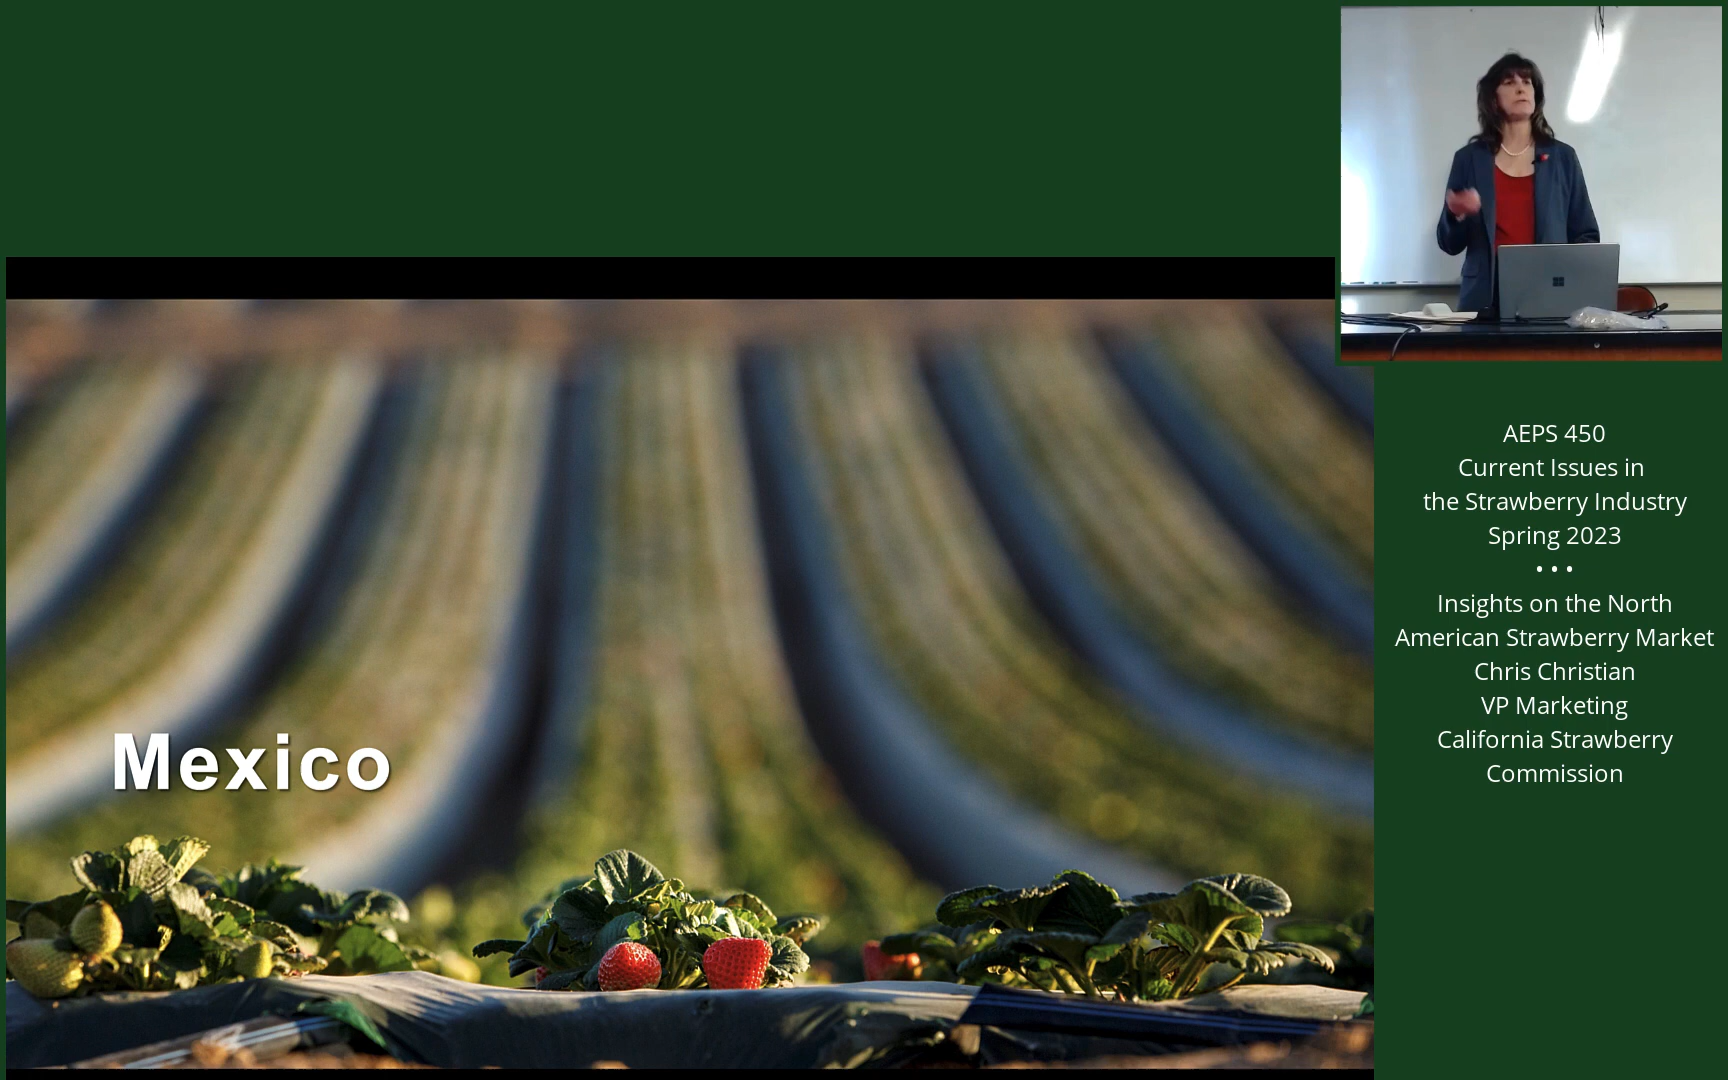 Mexico
AEPS 450
Current Issues in
the Strawberry Industry
Spring 2023
• • •
Insights on the North
American Strawberry Market
Chris Christian
VP Marketing
California Strawberry
Commission